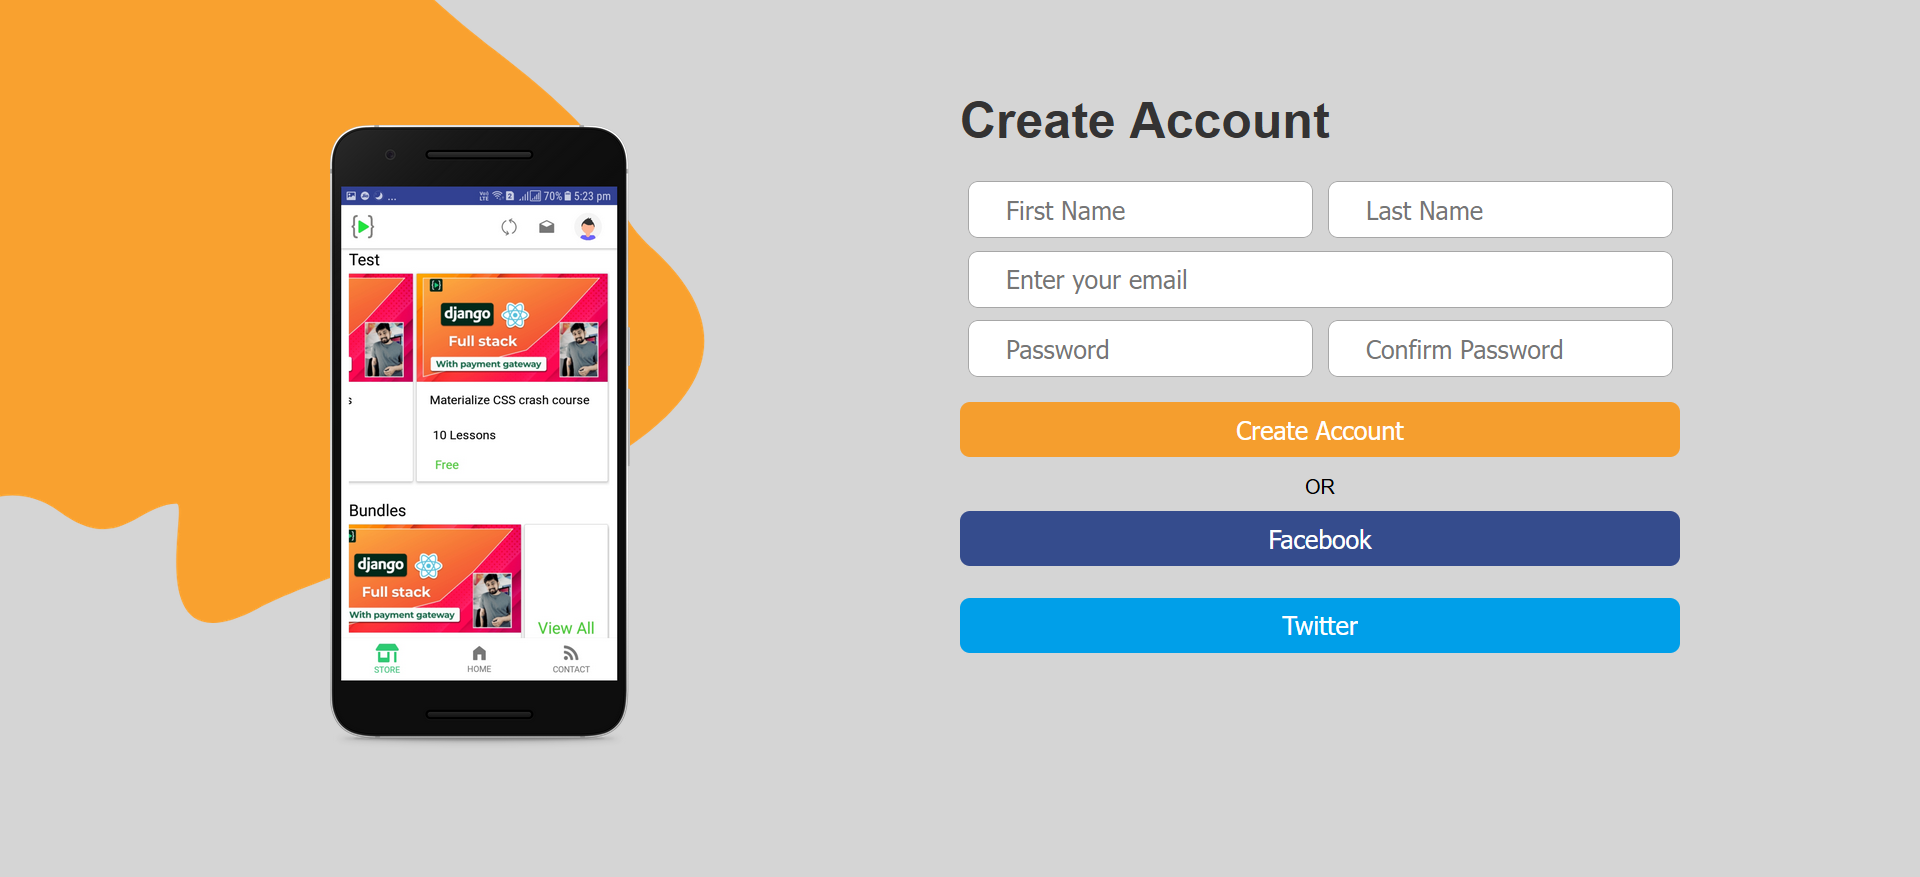 Create Account
First Name
Last Name
Enter your email
Password
Confirm Password
Create Account
OR
Facebook
Twitter
... 70% 5:23 pm
Test
django
Full stack
With payment gateway
s
Materialize CSS crash course
10 Lessons
Free
Bundles
django
Full stack
With payment gateway
View All
STORE
HOME
CONTACT